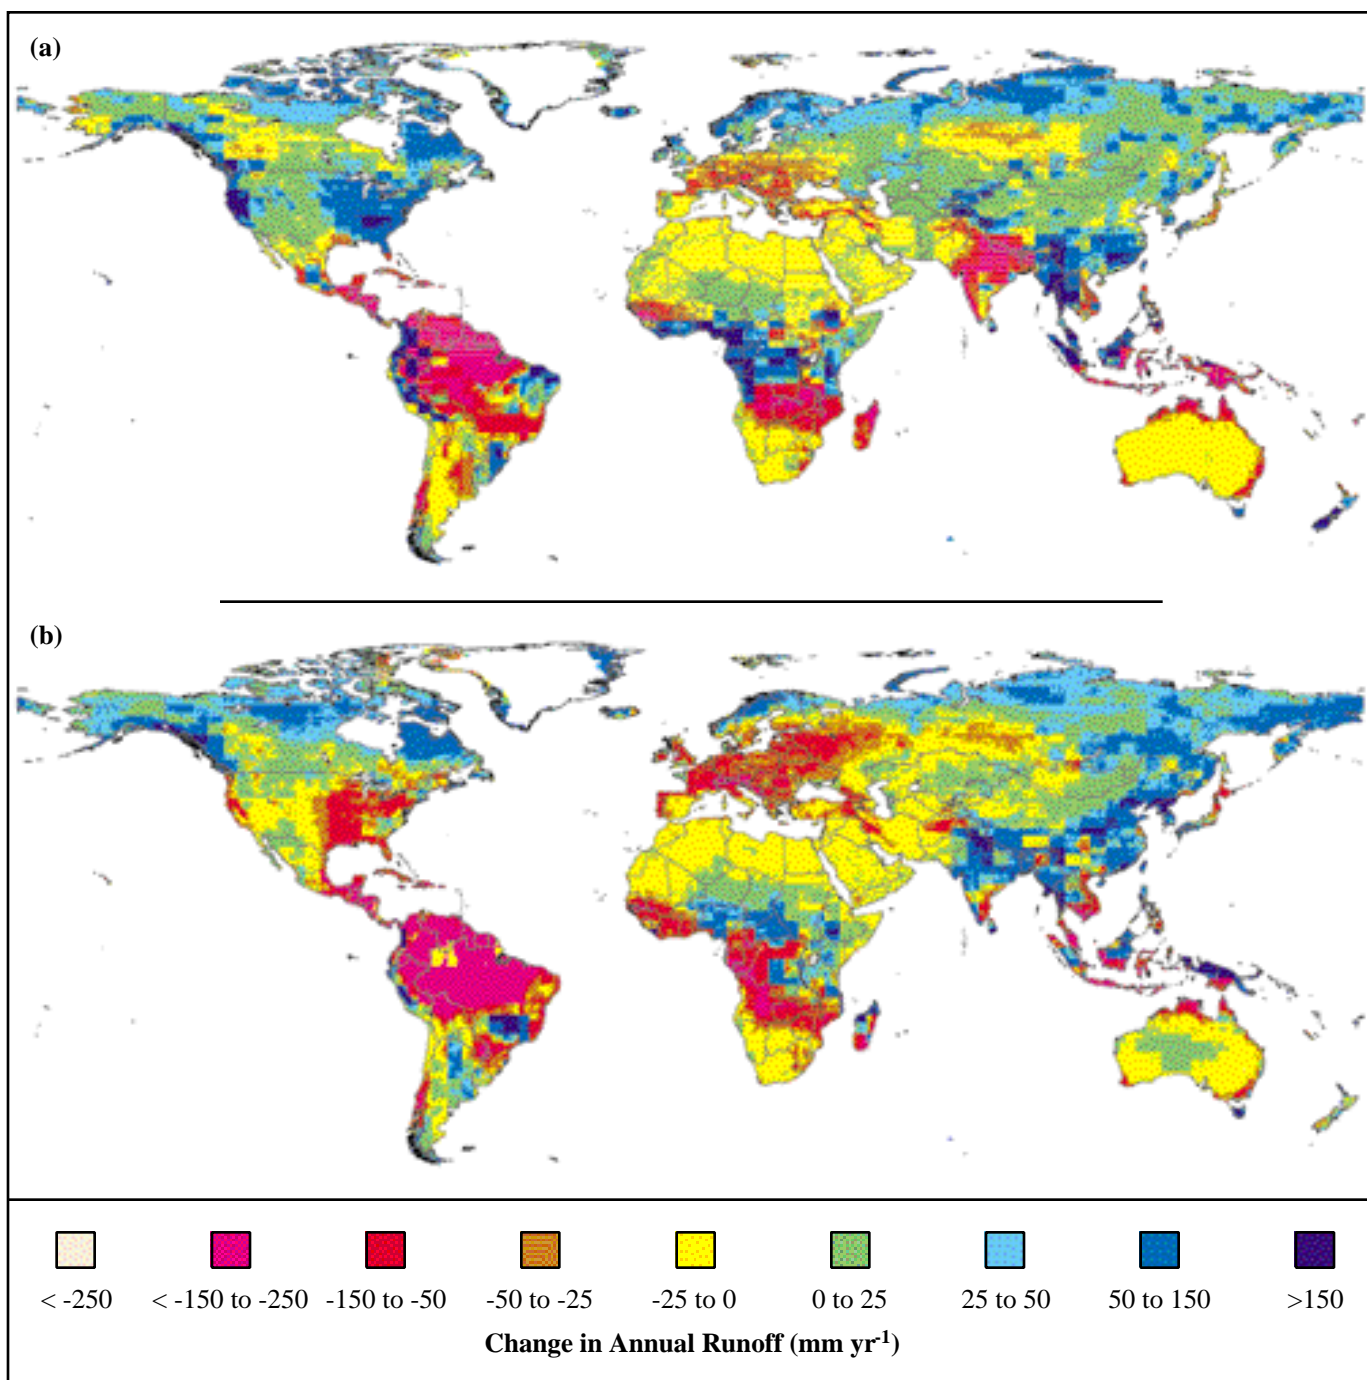 (a)
(b)
< -250 < -150 to -250 -150 to -50 -50 to -25 -25 to 0 0 to 25 25 to 50 50 to 150 >150
Change in Annual Runoff (mm yr⁻¹)